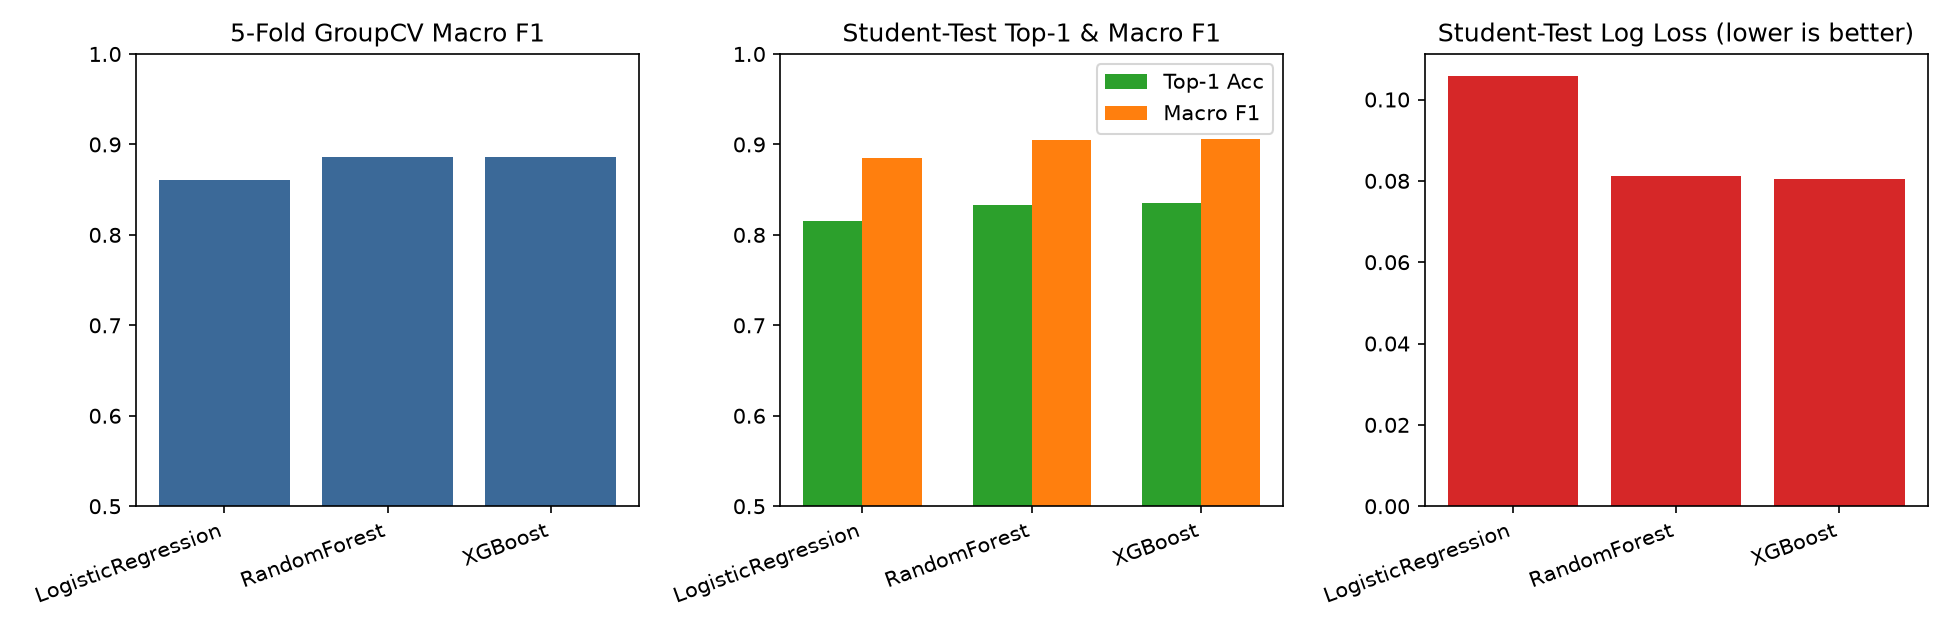 5-Fold GroupCV Macro F1
1.0
0.9
0.8
0.7
0.6
0.5
LogisticRegression
RandomForest
XGBoost
Student-Test Top-1 & Macro F1
Top-1 Acc
Macro F1
1.0
0.9
0.8
0.7
0.6
0.5
LogisticRegression
RandomForest
XGBoost
Student-Test Log Loss (lower is better)
0.10
0.08
0.06
0.04
0.02
0.00
LogisticRegression
RandomForest
XGBoost